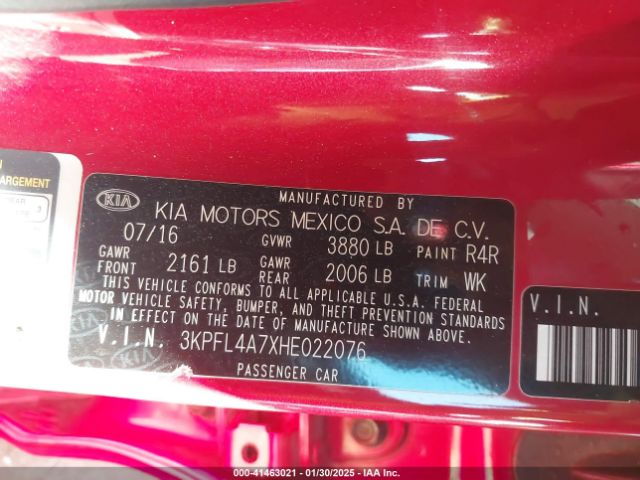 ARGEMENT
KIA
MANUFACTURED BY
KIA MOTORS MEXICO S.A. DE C.V.
07/16 GVWR 3880 LB PAINT R4R
GAWR FRONT 2161 LB GAWR REAR 2006 LB TRIM WK
THIS VEHICLE CONFORMS TO ALL APPLICABLE U.S.A. FEDERAL
MOTOR VEHICLE SAFETY, BUMPER, AND THEFT PREVENTION STANDARDS
IN EFFECT ON THE DATE OF MANUFACTURE SHOWN ABOVE.
V.I.N. 3KPFL4A7XHE022076
PASSENGER CAR
V.I.N.
000-41463021 - 01/30/2025 - IAA Inc.